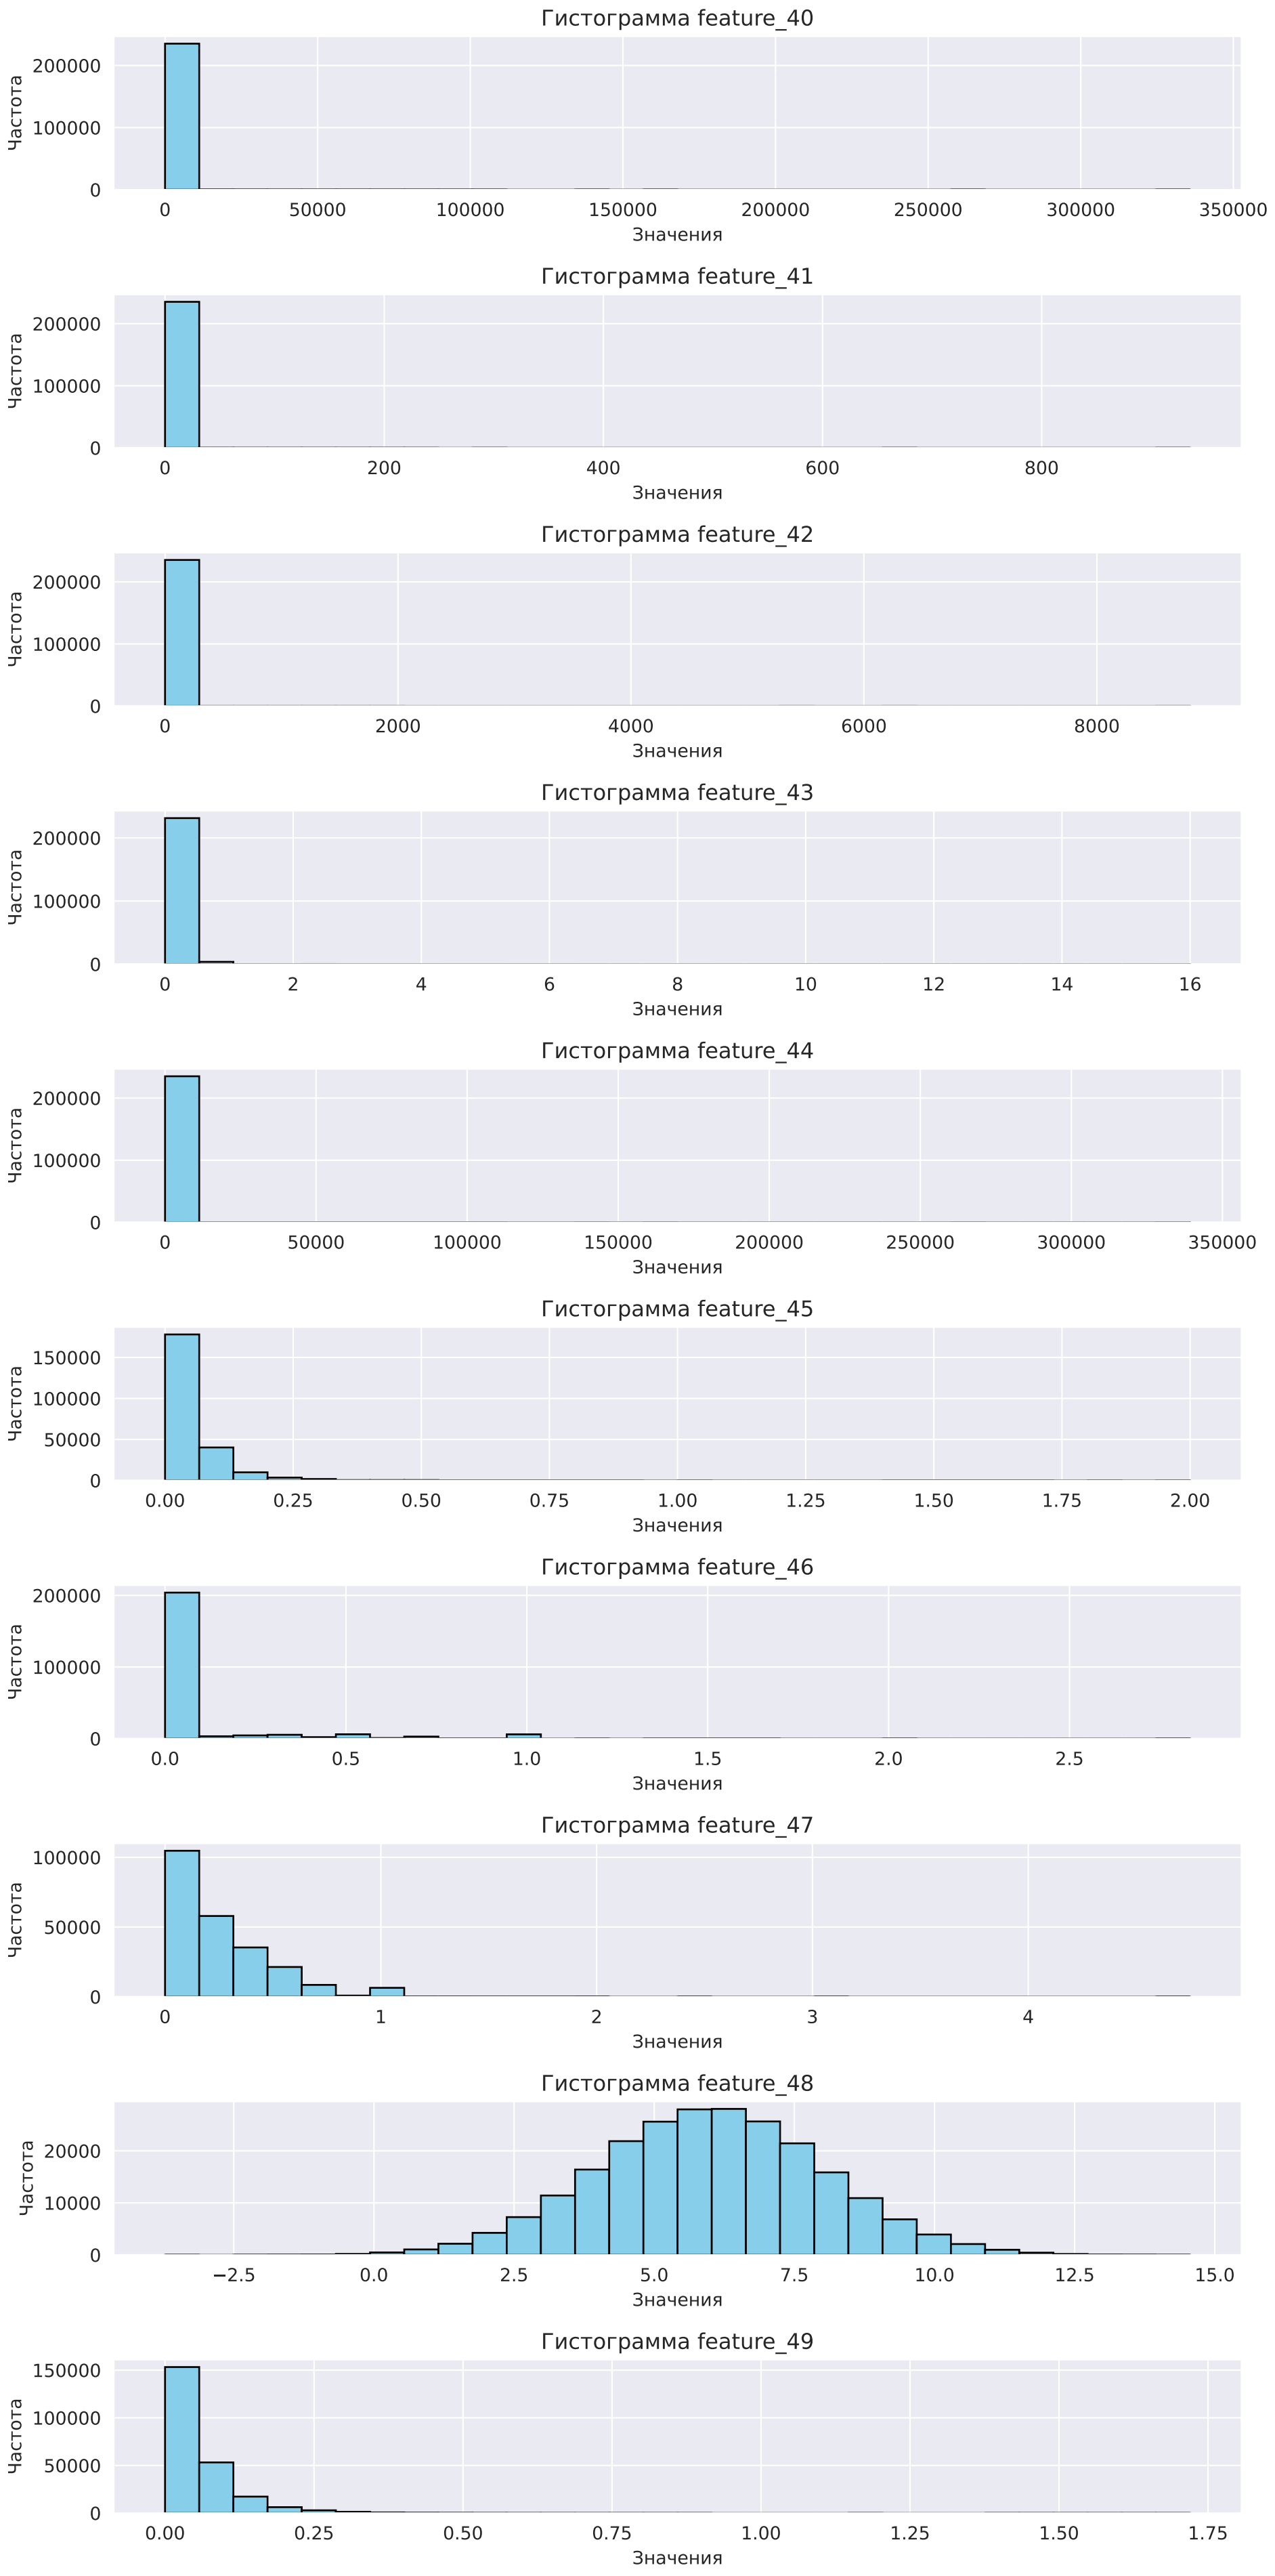 Гистограмма feature_40
Частота
200000
100000
0
0 50000 100000 150000 200000 250000 300000 350000
Значения
Гистограмма feature_41
Частота
200000
100000
0
0 200 400 600 800
Значения
Гистограмма feature_42
Частота
200000
100000
0
0 2000 4000 6000 8000
Значения
Гистограмма feature_43
Частота
200000
100000
0
0 2 4 6 8 10 12 14 16
Значения
Гистограмма feature_44
Частота
200000
100000
0
0 50000 100000 150000 200000 250000 300000 350000
Значения
Гистограмма feature_45
Частота
150000
100000
50000
0
0.00 0.25 0.50 0.75 1.00 1.25 1.50 1.75 2.00
Значения
Гистограмма feature_46
Частота
200000
100000
0
0.0 0.5 1.0 1.5 2.0 2.5
Значения
Гистограмма feature_47
Частота
100000
50000
0
0 1 2 3 4
Значения
Гистограмма feature_48
Частота
20000
10000
0
−2.5 0.0 2.5 5.0 7.5 10.0 12.5 15.0
Значения
Гистограмма feature_49
Частота
150000
100000
50000
0
0.00 0.25 0.50 0.75 1.00 1.25 1.50 1.75
Значения